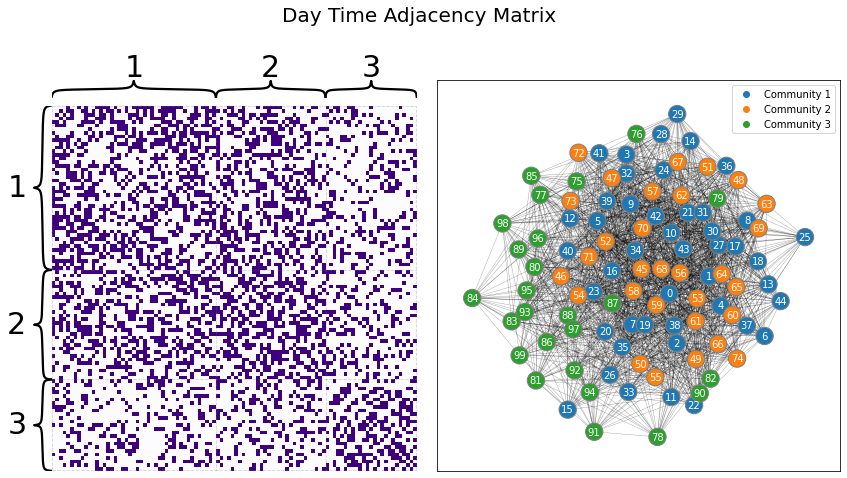 Day Time Adjacency Matrix
1 2 3
1
2
3
Community 1
Community 2
Community 3
29
76 28 14
72 41 3 67 51 36
85 75 47 32 24 48
77 73 39 9 57 62 79 63
98 12 5 42 21 31 8 69
96 52 70 10 30 25
89 40 71 34 43 27 17 18
80 46 16 45 68 56 1 64 13
84 95 54 23 58 0 53 65 44
93 88 87 59 4 60
83 97 20 7 19 38 61 37 6
99 86 35 2 66 74
92 50 49
81 94 26 55 82
15 33 11 90 22
91 78